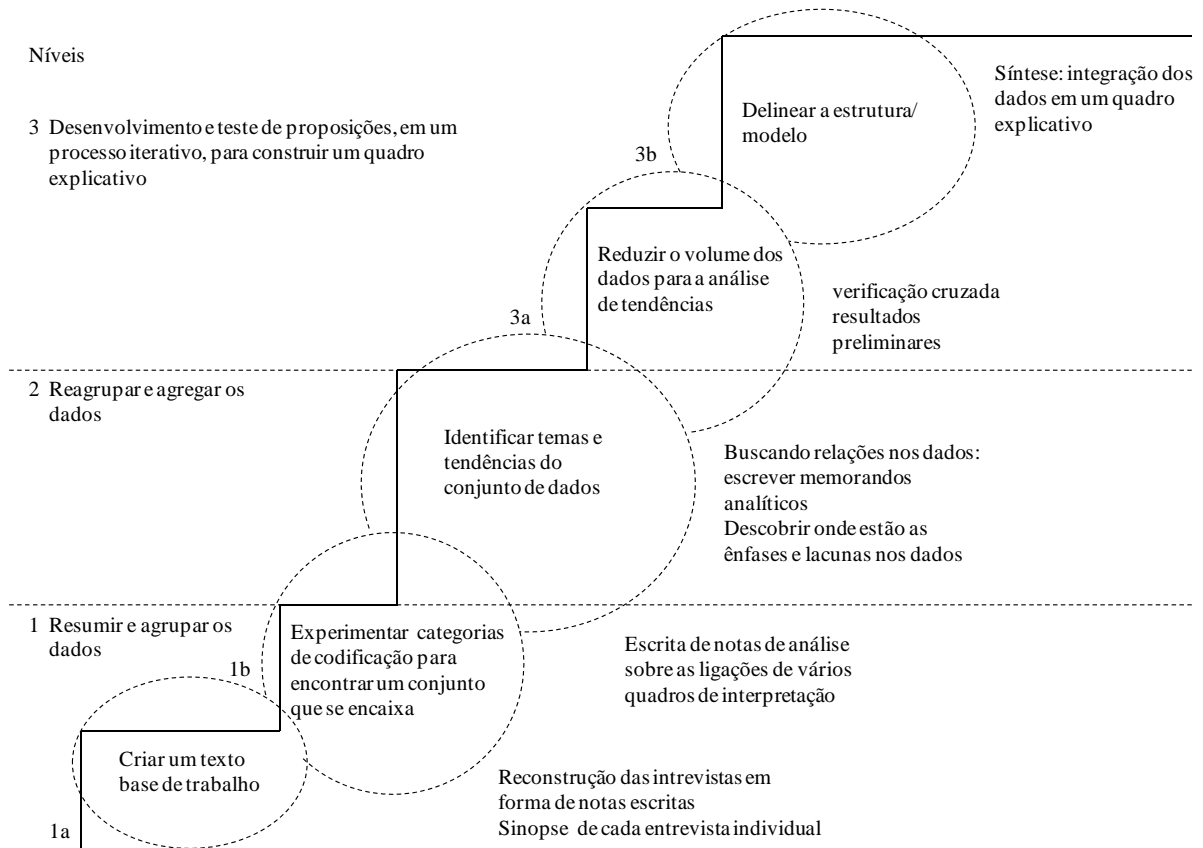 Níveis
3 Desenvolvimento e teste de proposições, em um
processo iterativo, para construir um quadro
explicativo
3b
Delinear a estrutura/
modelo
Síntese: integração dos
dados em um quadro
explicativo
3a
Reduzir o volume dos
dados para a análise
de tendências
verificação cruzada
resultados
preliminares
2 Reagrupar e agregar os
dados
Identificar temas e
tendências do
conjunto de dados
Buscando relações nos dados:
escrever memorandos
analíticos
Descobrir onde estão as
ênfases e lacunas nos dados
1 Resumir e agrupar os
dados
1b
Experimentar categorias
de codificação para
encontrar um conjunto
que se encaixa
Escrita de notas de análise
sobre as ligações de vários
quadros de interpretação
1a
Criar um texto
base de trabalho
Reconstrução das intrevistas em
forma de notas escritas
Sinopse de cada entrevista individual